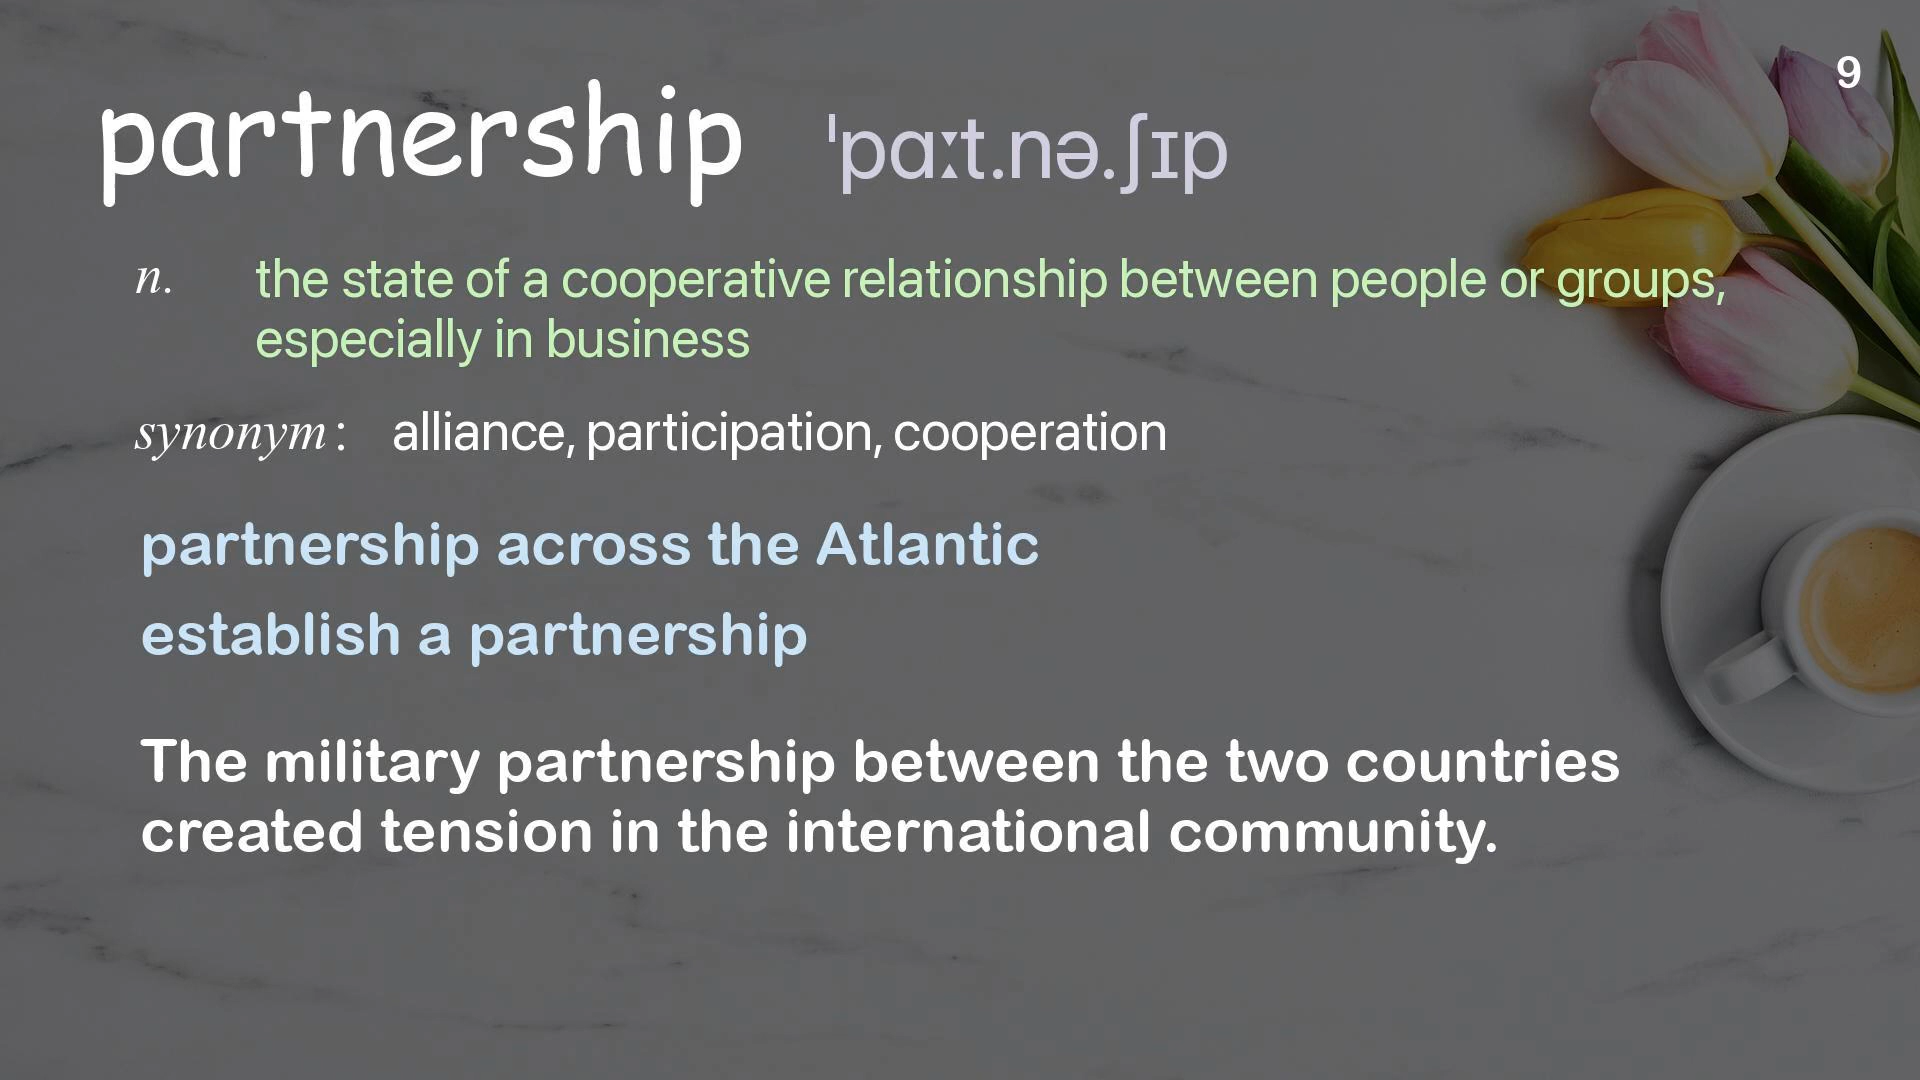 9
partnership ˈpɑːt.nə.ʃɪp
n. the state of a cooperative relationship between people or groups,
especially in business
synonym: alliance, participation, cooperation
partnership across the Atlantic
establish a partnership
The military partnership between the two countries
created tension in the international community.